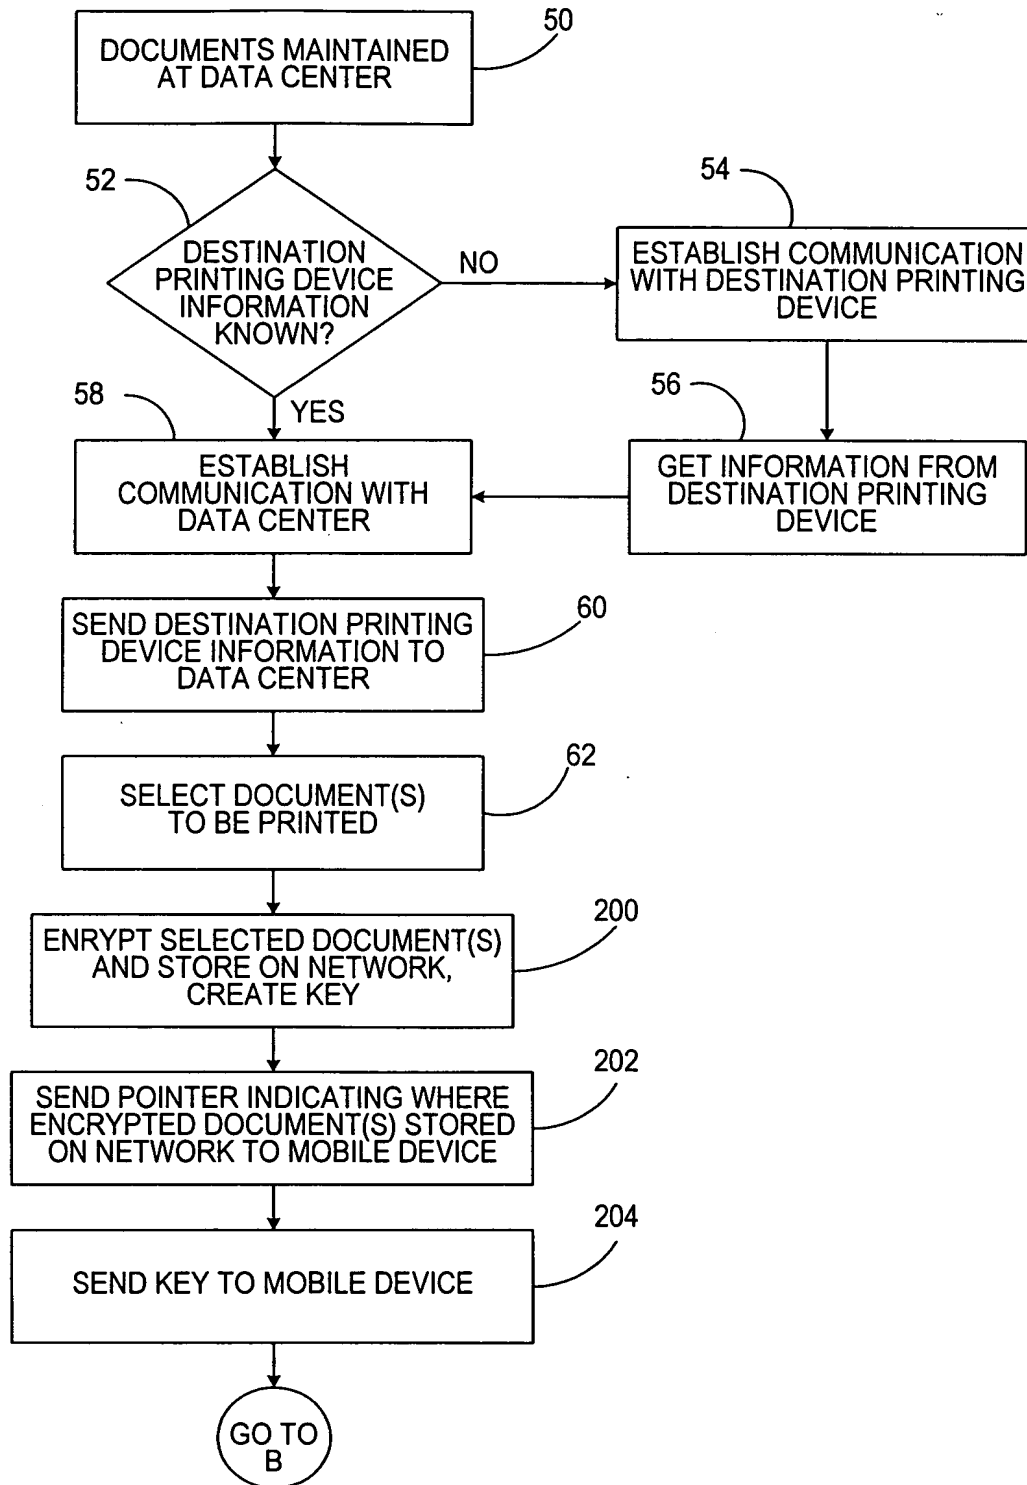 50
DOCUMENTS MAINTAINED
AT DATA CENTER
52
DESTINATION
PRINTING DEVICE
INFORMATION
KNOWN?
NO
54
ESTABLISH COMMUNICATION
WITH DESTINATION PRINTING
DEVICE
YES
56
GET INFORMATION FROM
DESTINATION PRINTING
DEVICE
58
ESTABLISH
COMMUNICATION WITH
DATA CENTER
60
SEND DESTINATION PRINTING
DEVICE INFORMATION TO
DATA CENTER
62
SELECT DOCUMENT(S)
TO BE PRINTED
200
ENRYPT SELECTED DOCUMENT(S)
AND STORE ON NETWORK,
CREATE KEY
202
SEND POINTER INDICATING WHERE
ENCRYPTED DOCUMENT(S) STORED
ON NETWORK TO MOBILE DEVICE
204
SEND KEY TO MOBILE DEVICE
GO TO
B